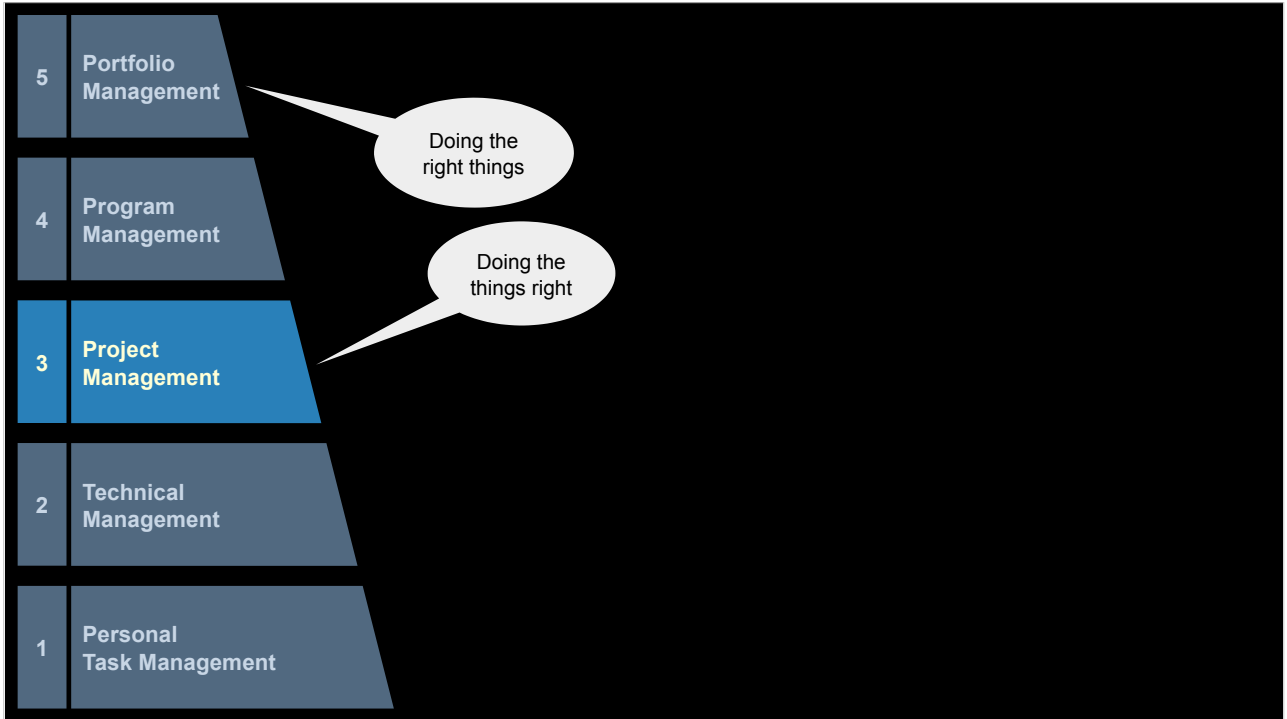 5
Portfolio
Management
Doing the
right things
4
Program
Management
Doing the
things right
3
Project
Management
2
Technical
Management
1
Personal
Task Management